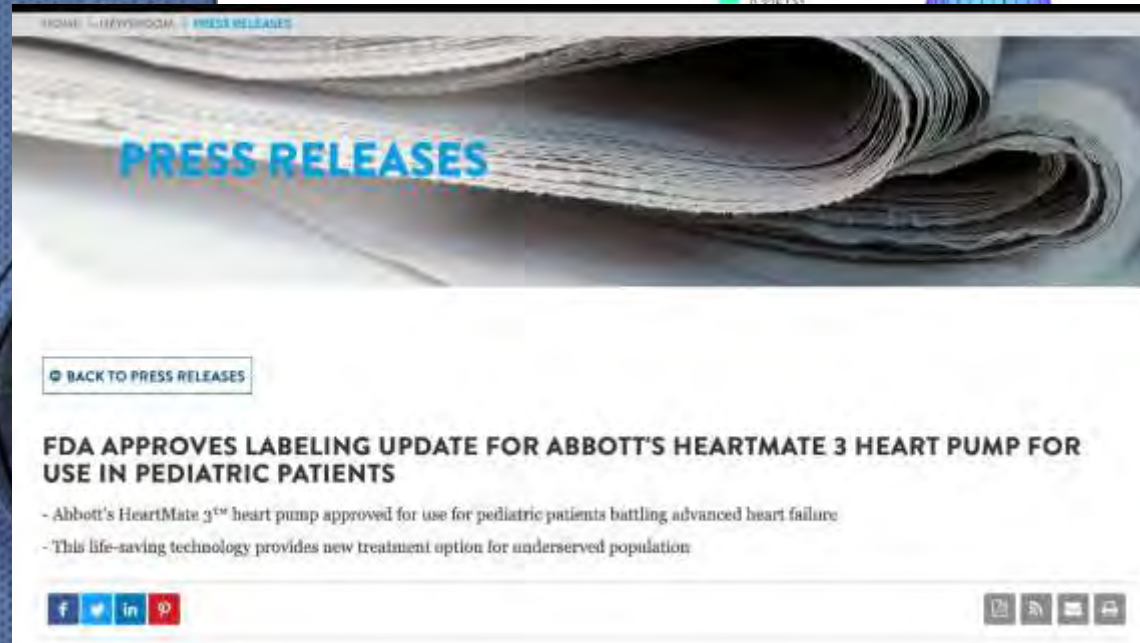 HOME NEWSROOM PRESS RELEASES
PRESS RELEASES
BACK TO PRESS RELEASES
FDA APPROVES LABELING UPDATE FOR ABBOTT'S HEARTMATE 3 HEART PUMP FOR
USE IN PEDIATRIC PATIENTS
- Abbott's HeartMate 3™ heart pump approved for use for pediatric patients battling advanced heart failure
- This life-saving technology provides new treatment option for underserved population